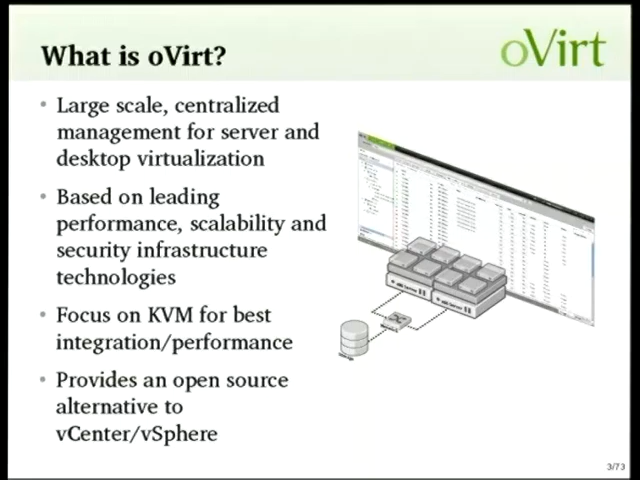 What is oVirt?
oVirt
• Large scale, centralized
management for server and
desktop virtualization
• Based on leading
performance, scalability and
security infrastructure
technologies
• Focus on KVM for best
integration/performance
• Provides an open source
alternative to
vCenter/vSphere
3/73